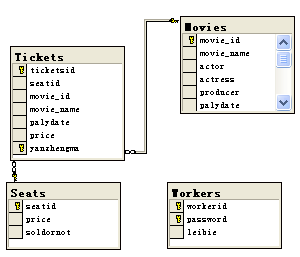 Movies
movie_id
movie_name
actor
actress
producer
palydate
Tickets
ticketsid
seatid
movie_id
movie_name
palydate
price
yanzhengma
Seats
seatid
price
soldornot
Workers
workerid
password
leibie